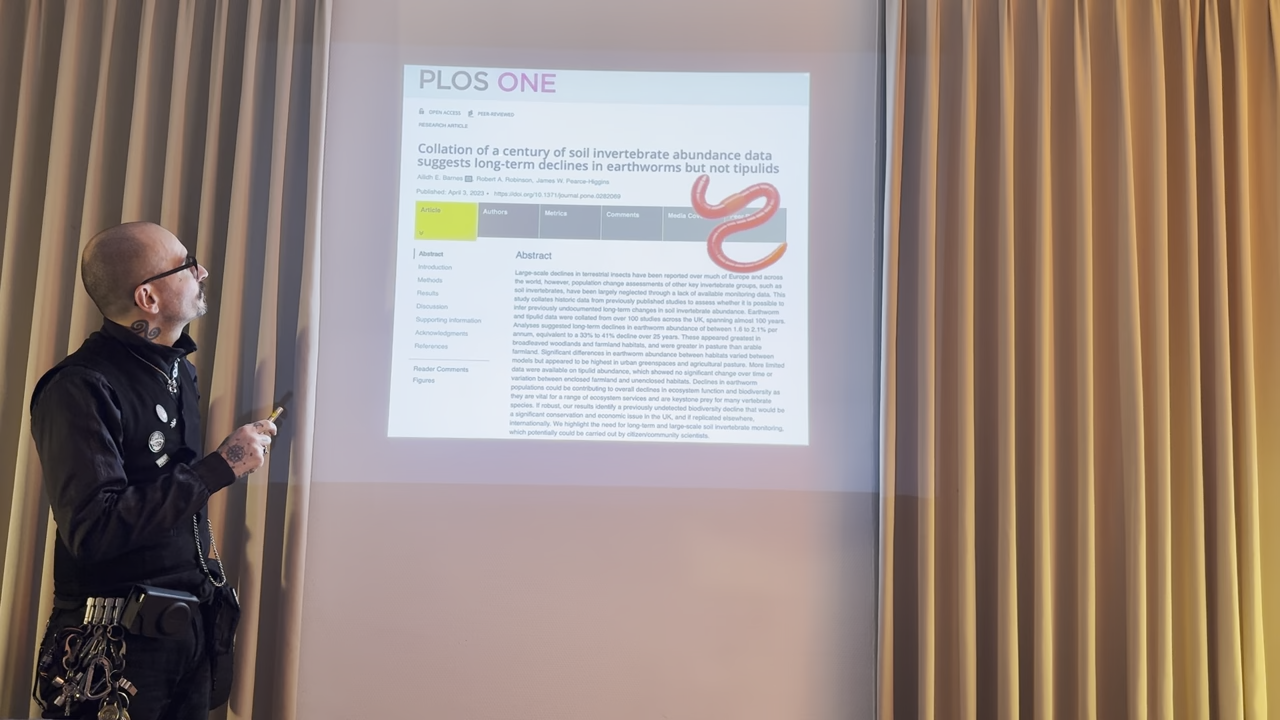 PLOS ONE
OPEN ACCESS PEER-REVIEWED
RESEARCH ARTICLE
Collation of a century of soil invertebrate abundance data
suggests long-term declines in earthworms but not tipulids
Ailidh E. Barnes, Robert A. Robinson, James W. Pearce-Higgins
Published: April 3, 2023 • https://doi.org/10.1371/journal.pone.0282069
Article Authors Metrics Comments Media
Abstract
Introduction
Methods
Results
Discussion
Supporting information
Acknowledgments
References
Reader Comments
Figures
Abstract
Large-scale declines in terrestrial insects have been reported over much of Europe and across
the world, however, population change assessments of other key invertebrate groups, such as
soil invertebrates, have been largely neglected through a lack of available monitoring data. This
study collates historic data from previously published studies to assess whether it is possible to
infer previously undocumented long-term changes in soil invertebrate abundance. Earthworm
and tipulid data were collated from over 100 studies across the UK, spanning almost 100 years.
Analyses suggested long-term declines in earthworm abundance of between 1.6 to 2.1% per
annum, equivalent to a 33% to 41% decline over 25 years. These appeared greatest in
broadleaved woodlands and farmland habitats, and were greater in pasture than arable
farmland. Significant differences in earthworm abundance between habitats varied between
models but appeared to be highest in urban greenspaces and agricultural pasture. More limited
data were available on tipulid abundance, which showed no significant change over time or
variation between enclosed farmland and unenclosed habitats. Declines in earthworm
populations could be contributing to overall declines in ecosystem function and biodiversity as
they are vital for a range of ecosystem services and are keystone prey for many vertebrate
species. If robust, our results identify a previously undetected biodiversity decline that would be
a significant conservation and economic issue in the UK, and if replicated elsewhere,
internationally. We highlight the need for long-term and large-scale soil invertebrate monitoring,
which potentially could be carried out by citizen/community scientists.